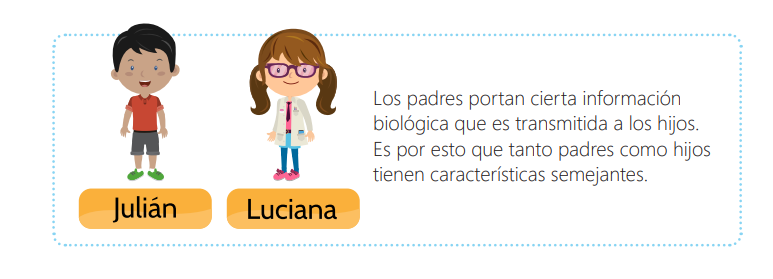 Los padres portan cierta información
biológica que es transmitida a los hijos.
Es por esto que tanto padres como hijos
tienen características semejantes.
Julián
Luciana